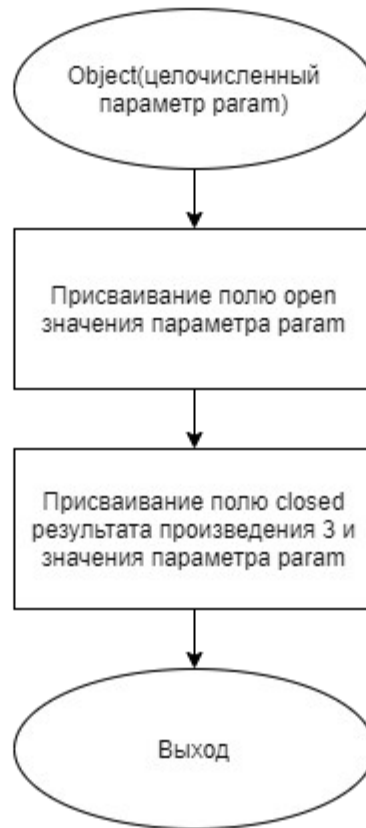 Object(целочисленный
параметр param)
Присваивание полю open
значения параметра param
Присваивание полю closed
результата произведения 3 и
значения параметра param
Выход